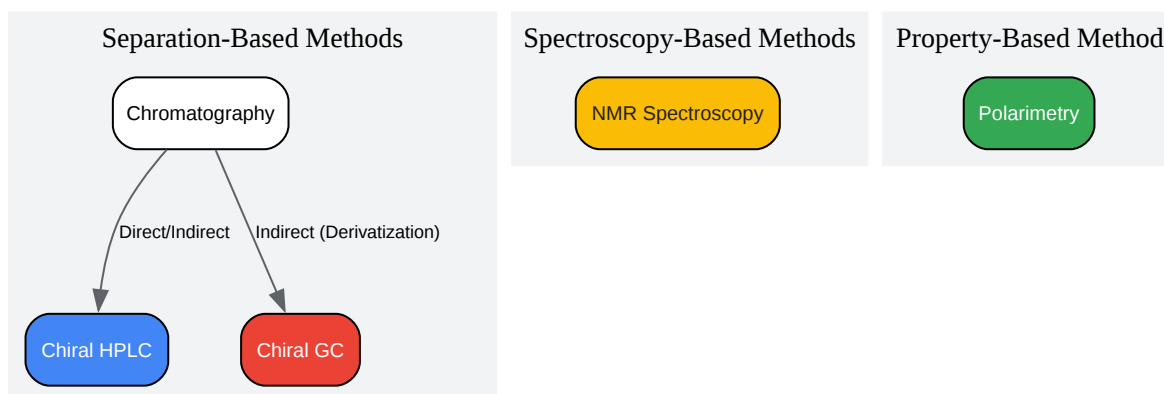 Separation-Based Methods
Chromatography
Direct/Indirect
Indirect (Derivatization)
Chiral HPLC
Chiral GC
Spectroscopy-Based Methods
NMR Spectroscopy
Property-Based Method
Polarimetry